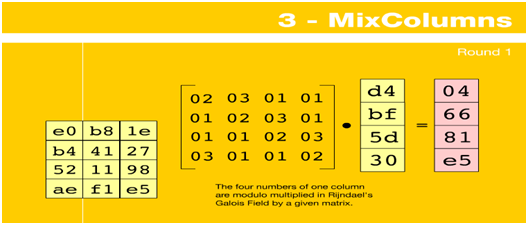 3 - MixColumns
Round 1
02 03 01 01
01 02 03 01
01 01 02 03
03 01 01 02
d4
bf
5d
30
=
04
66
81
e5
e0 b8 1e
b4 41 27
52 11 98
ae f1 e5
The four numbers of one column
are modulo multiplied in Rijndael's
Galois Field by a given matrix.